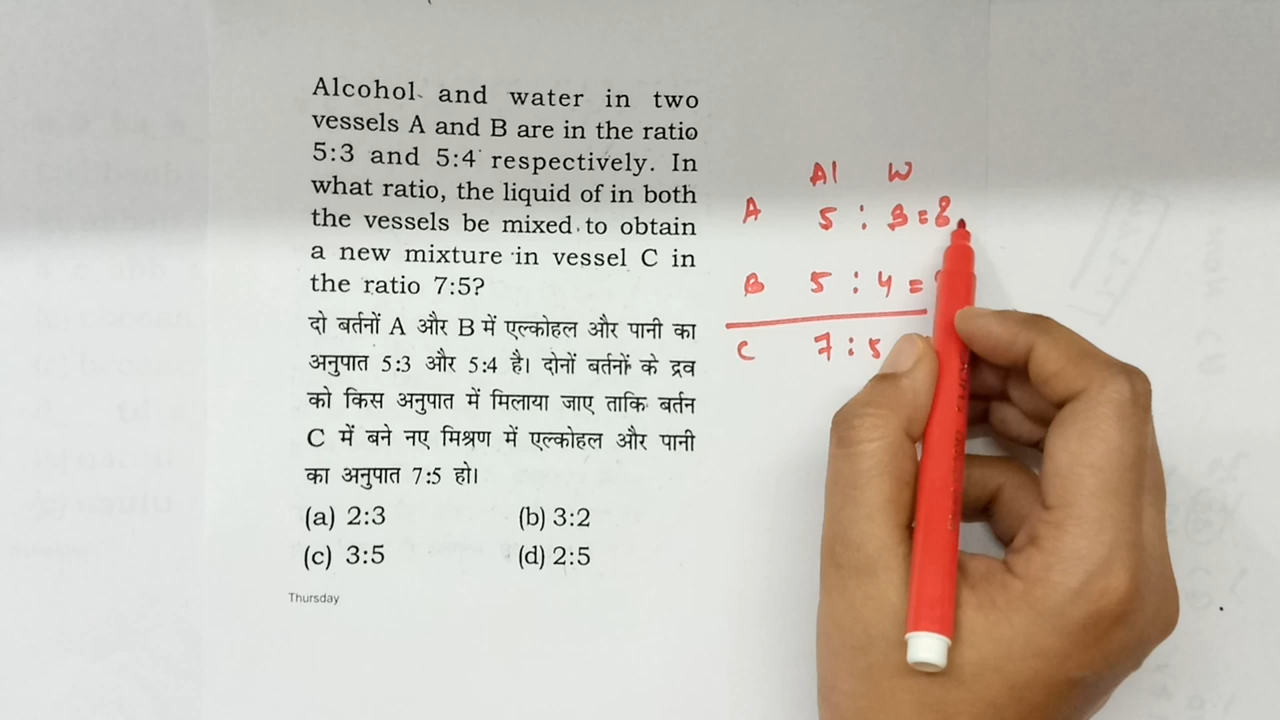 Alcohol and water in two
vessels A and B are in the ratio
5:3 and 5:4 respectively. In
what ratio, the liquid of in both
the vessels be mixed to obtain
a new mixture in vessel C in
the ratio 7:5?
दो बर्तनों A और B में एल्कोहल और पानी का
अनुपात 5:3 और 5:4 है। दोनों बर्तनों के द्रव
को किस अनुपात में मिलाया जाए ताकि बर्तन
C में बने नए मिश्रण में एल्कोहल और पानी
का अनुपात 7:5 हो।
(a) 2:3 (b) 3:2
(c) 3:5 (d) 2:5
Thursday
Al W
A 5 : 3 = 8
B 5 : 4 =
C 7 : 5